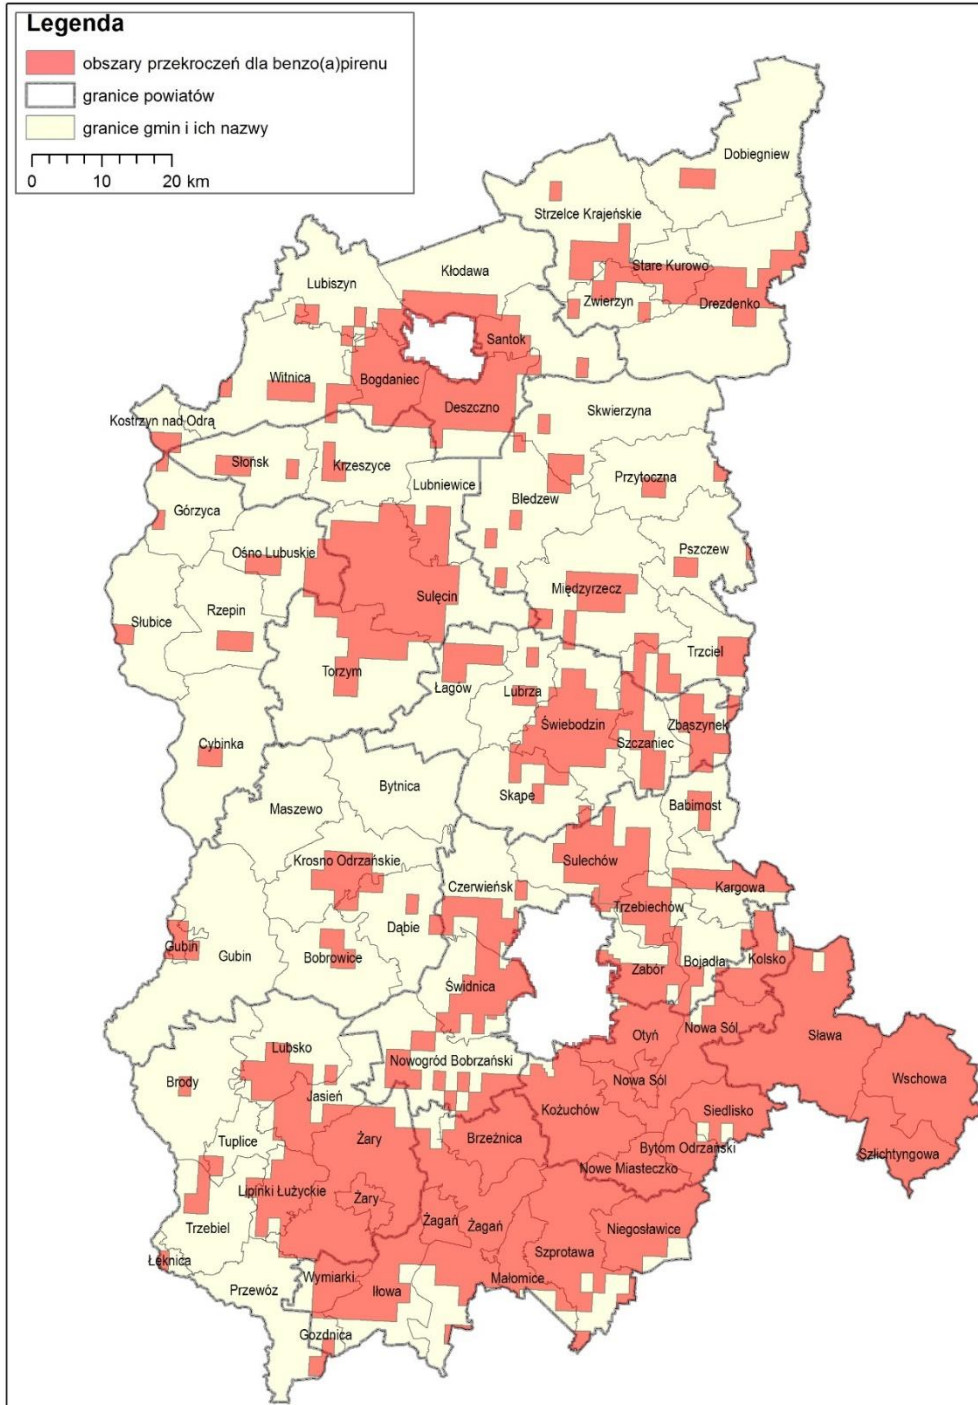 Legenda
obszary przekroczeń dla benzo(a)pirenu
granice powiatów
granice gmin i ich nazwy
0 10 20 km
Dobiegniew
Strzelce Krajeńskie
Stare Kurowo
Kłodawa
Lubiszyn
Zwierzyn
Drezdenko
Santok
Witnica
Bogdaniec
Deszczno
Skwierzyna
Kostrzyn nad Odrą
Słońsk
Krzeszyce
Lubniewice
Bledzew
Przytoczna
Górzyca
Ośno Lubuskie
Pszczew
Międzyrzecz
Sulęcin
Rzepin
Słubice
Trzciel
Torzym
Łagów
Lubrza
Świebodzin
Zbąszynek
Szczaniec
Cybinka
Bytnica
Skąpe
Maszewo
Babimost
Krosno Odrzańskie
Sulechów
Czerwieńsk
Kargowa
Trzebiechów
Dąbie
Gubin
Gubin
Bobrowice
Bojadła
Kolsko
Zabór
Świdnica
Nowa Sól
Otyń
Sława
Lubsko
Nowogród Bobrzański
Nowa Sól
Wschowa
Brody
Jasień
Kożuchów
Siedlisko
Tuplice
Żary
Brzeźnica
Bytom Odrzański
Szlichtyngowa
Nowe Miasteczko
Lipinki Łużyckie
Żary
Żagań
Żagań
Niegosławice
Trzebiel
Szprotawa
Łęknica
Wymiarki
Małomice
Przewóz
Iłowa
Gozdnica